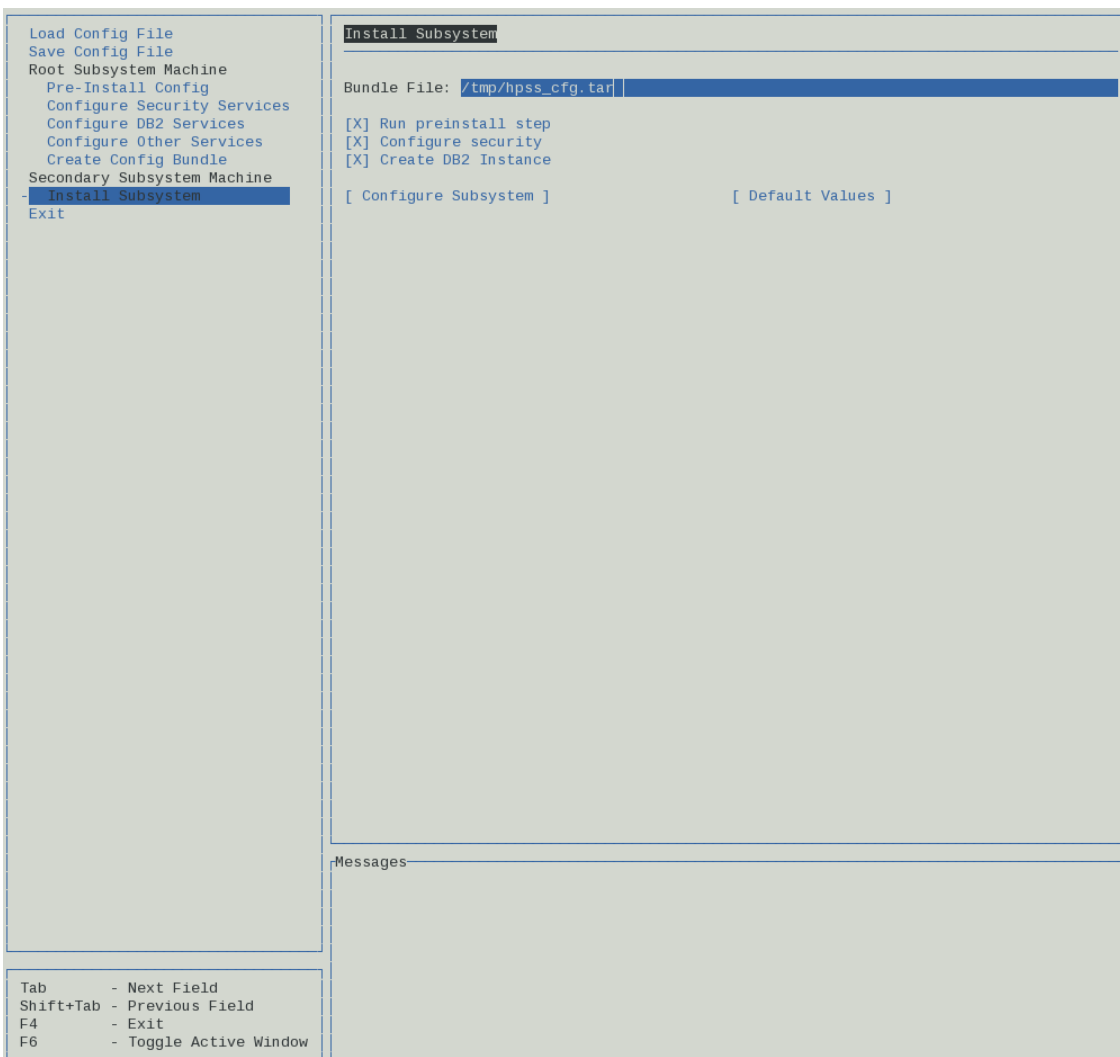 Load Config File
Save Config File
Root Subsystem Machine
Pre-Install Config
Configure Security Services
Configure DB2 Services
Configure Other Services
Create Config Bundle
Secondary Subsystem Machine
- Install Subsystem
Exit
Install Subsystem
Bundle File: /tmp/hpss_cfg.tar
[X] Run preinstall step
[X] Configure security
[X] Create DB2 Instance
[ Configure Subsystem ] [ Default Values ]
Messages
Tab - Next Field
Shift+Tab - Previous Field
F4 - Exit
F6 - Toggle Active Window